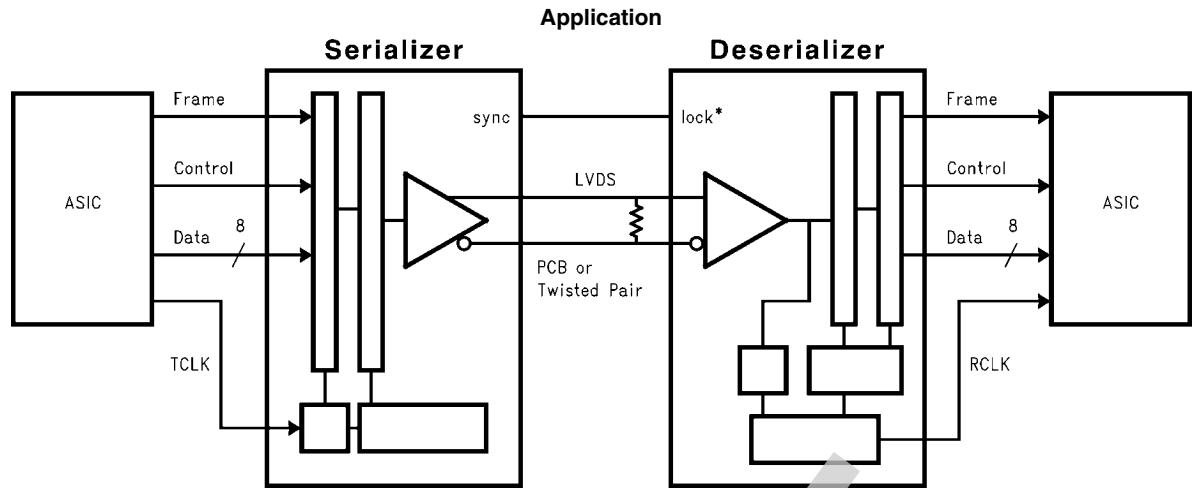 Application
Serializer
Deserializer
Frame
sync
lock*
Frame
Control
LVDS
Control
ASIC
ASIC
Data
8
Data
8
PCB or
Twisted Pair
TCLK
RCLK